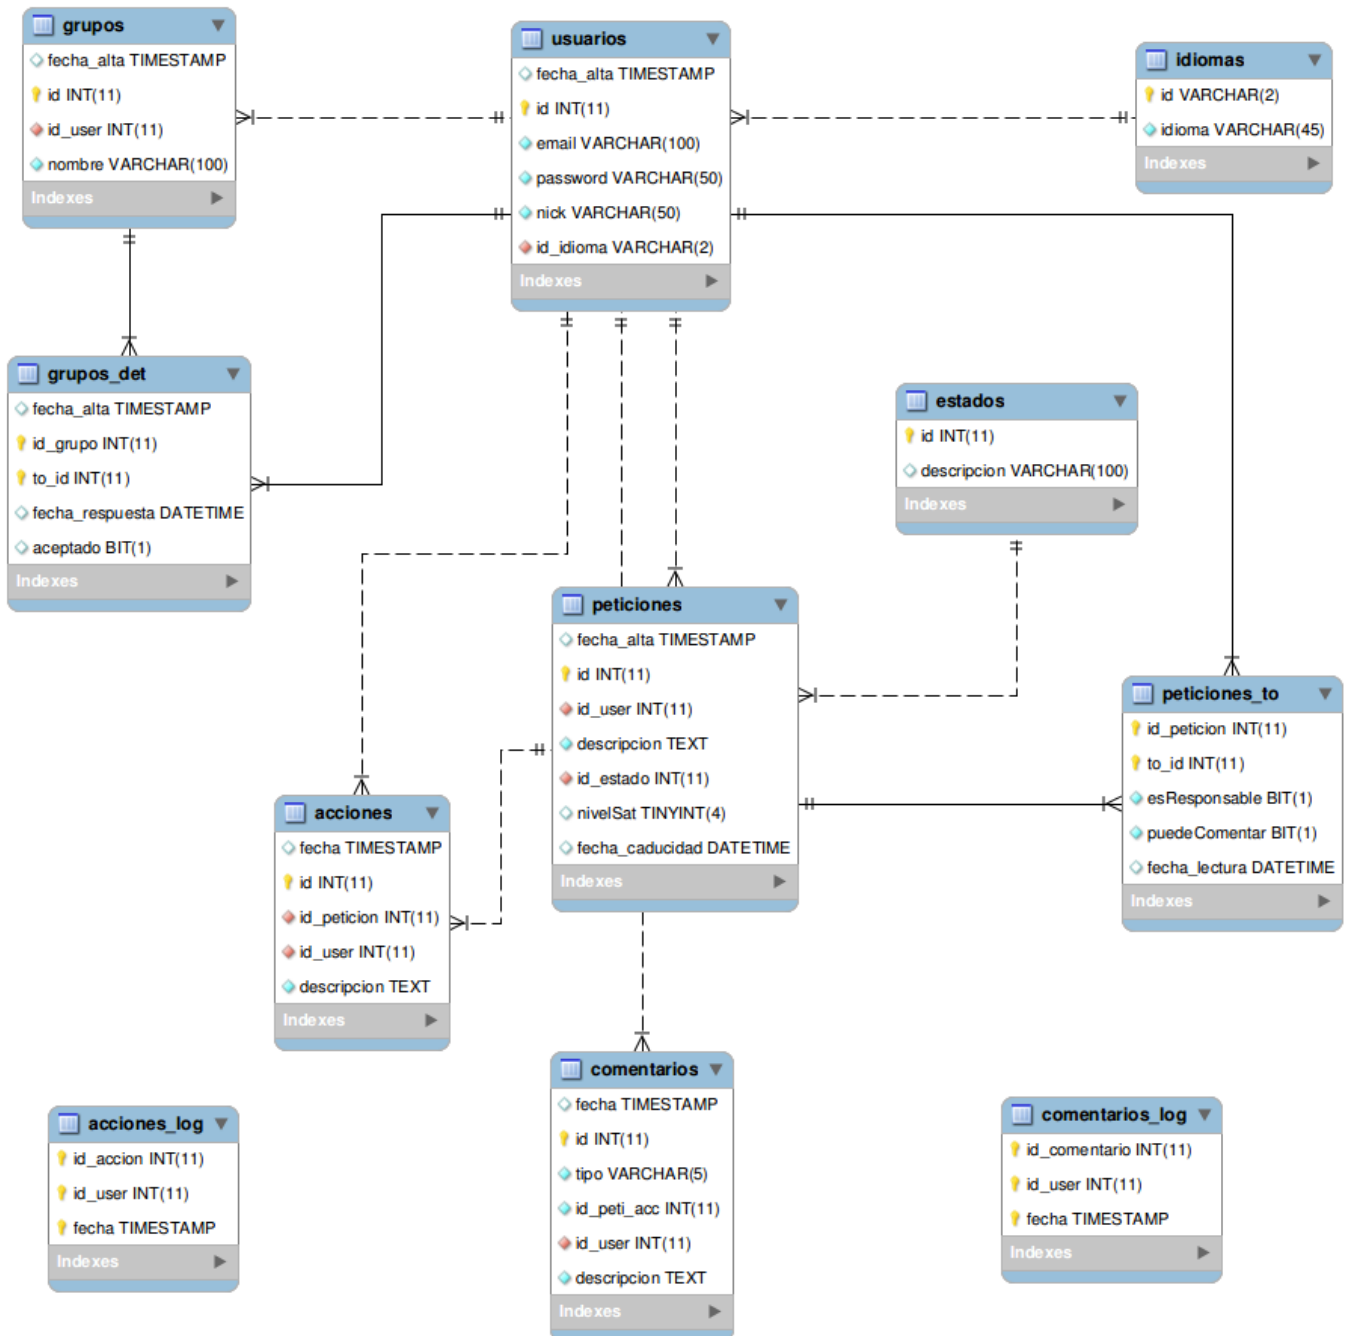 grupos
fecha_alta TIMESTAMP
id INT(11)
id_user INT(11)
nombre VARCHAR(100)
Indexes
usuarios
fecha_alta TIMESTAMP
id INT(11)
email VARCHAR(100)
password VARCHAR(50)
nick VARCHAR(50)
id_idioma VARCHAR(2)
Indexes
idiomas
id VARCHAR(2)
idioma VARCHAR(45)
Indexes
grupos_det
fecha_alta TIMESTAMP
id_grupo INT(11)
to_id INT(11)
fecha_respuesta DATETIME
aceptado BIT(1)
Indexes
estados
id INT(11)
descripcion VARCHAR(100)
Indexes
peticiones
fecha_alta TIMESTAMP
id INT(11)
id_user INT(11)
descripcion TEXT
id_estado INT(11)
nivelSat TINYINT(4)
fecha_caducidad DATETIME
Indexes
peticiones_to
id_peticion INT(11)
to_id INT(11)
esResponsable BIT(1)
puedeComentar BIT(1)
fecha_lectura DATETIME
Indexes
acciones
fecha TIMESTAMP
id INT(11)
id_peticion INT(11)
id_user INT(11)
descripcion TEXT
Indexes
acciones_log
id_accion INT(11)
id_user INT(11)
fecha TIMESTAMP
Indexes
comentarios
fecha TIMESTAMP
id INT(11)
tipo VARCHAR(5)
id_peti_acc INT(11)
id_user INT(11)
descripcion TEXT
Indexes
comentarios_log
id_comentario INT(11)
id_user INT(11)
fecha TIMESTAMP
Indexes